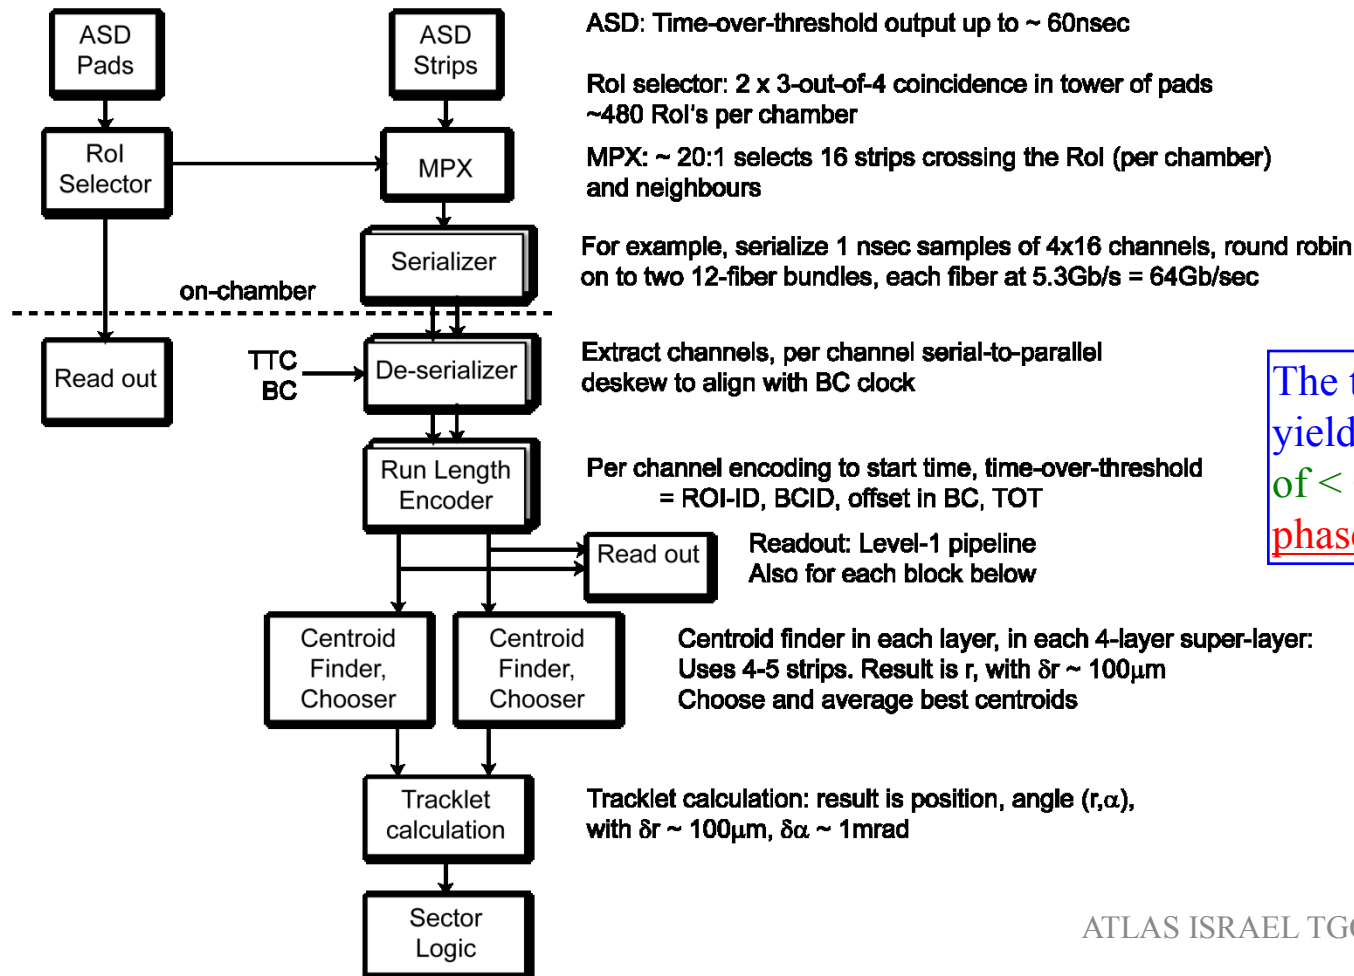 ASD
Pads
ASD
Strips
ASD: Time-over-threshold output up to ~ 60nsec
RoI
Selector
MPX
RoI selector: 2 x 3-out-of-4 coincidence in tower of pads
~480 RoI's per chamber
MPX: ~ 20:1 selects 16 strips crossing the RoI (per chamber)
and neighbours
Serializer
For example, serialize 1 nsec samples of 4x16 channels, round robin
on to two 12-fiber bundles, each fiber at 5.3Gb/s = 64Gb/sec
on-chamber
Read out
TTC
BC
De-serializer
Extract channels, per channel serial-to-parallel
deskew to align with BC clock
The t
yield
of <
phase
Run Length
Encoder
Per channel encoding to start time, time-over-threshold
= ROI-ID, BCID, offset in BC, TOT
Read out
Readout: Level-1 pipeline
Also for each block below
Centroid
Finder,
Chooser
Centroid
Finder,
Chooser
Centroid finder in each layer, in each 4-layer super-layer:
Uses 4-5 strips. Result is r, with δr ~ 100μm
Choose and average best centroids
Tracklet
calculation
Tracklet calculation: result is position, angle (r,α),
with δr ~ 100μm, δα ~ 1mrad
Sector
Logic
ATLAS ISRAEL TGC